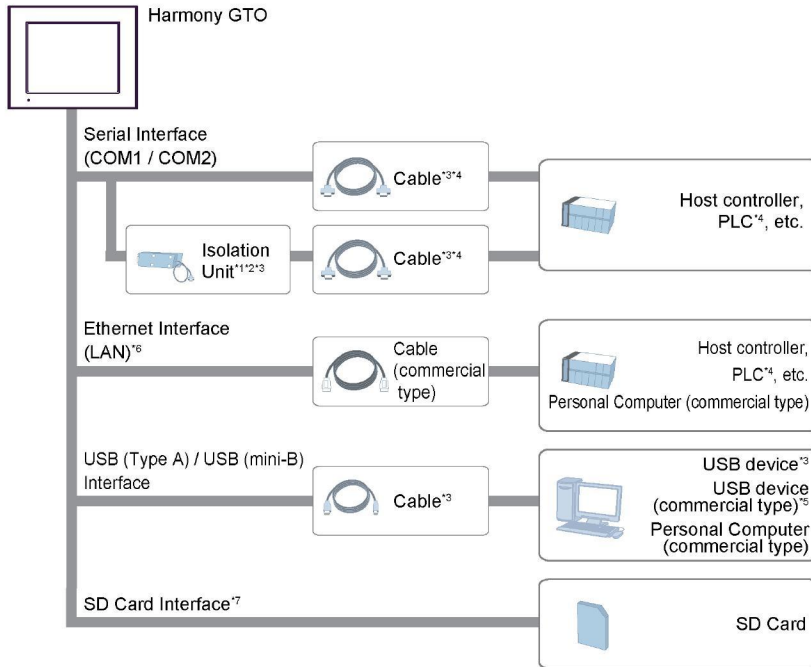 Harmony GTO
Serial Interface
(COM1 / COM2)
Cable*3*4
Host controller,
PLC*4, etc.
Isolation
Unit*1*2*3
Cable*3*4
Ethernet Interface
(LAN)*6
Cable
(commercial
type)
Host controller,
PLC*4, etc.
Personal Computer (commercial type)
USB (Type A) / USB (mini-B)
Interface
Cable*3
USB device*3
USB device
(commercial type)*5
Personal Computer
(commercial type)
SD Card Interface*7
SD Card